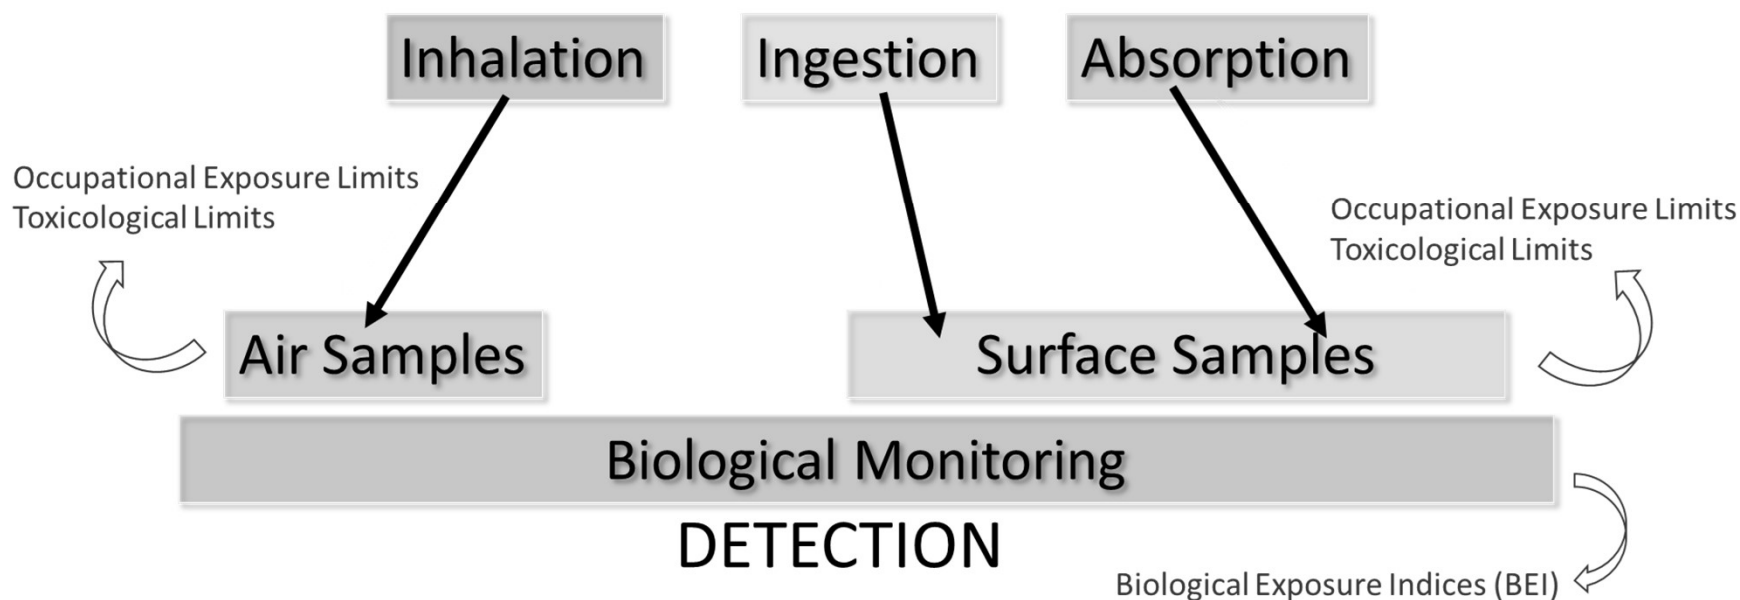 Inhalation
Ingestion
Absorption
Occupational Exposure Limits
Toxicological Limits
Occupational Exposure Limits
Toxicological Limits
Air Samples
Surface Samples
Biological Monitoring
DETECTION
Biological Exposure Indices (BEI)